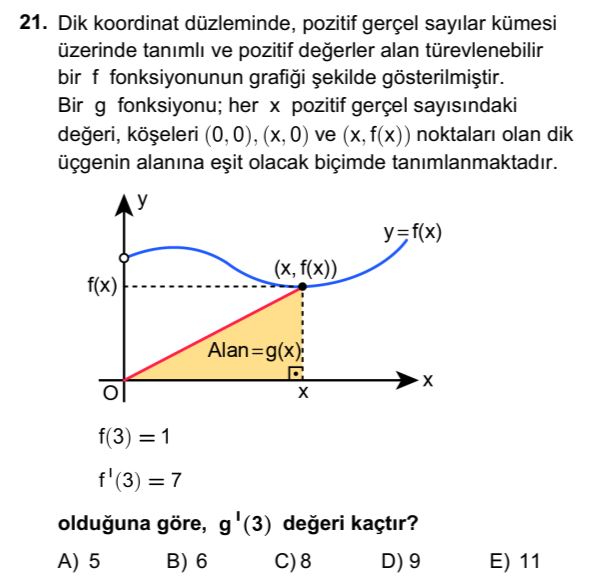 21. Dik koordinat düzleminde, pozitif gerçel sayılar kümesi
üzerinde tanımlı ve pozitif değerler alan türevlenebilir
bir f fonksiyonunun grafiği şekilde gösterilmiştir.
Bir g fonksiyonu; her x pozitif gerçel sayısındaki
değeri, köşeleri (0, 0), (x, 0) ve (x, f(x)) noktaları olan dik
üçgenin alanına eşit olacak biçimde tanımlanmaktadır.
y
y=f(x)
(x, f(x))
f(x)
Alan=g(x)
x
O
x
f(3) = 1
f'(3) = 7
olduğuna göre, g'(3) değeri kaçtır?
A) 5 B) 6 C) 8 D) 9 E) 11